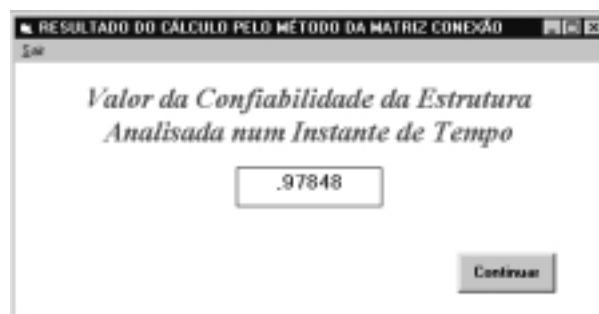 RESULTADO DO CÁLCULO PELO MÉTODO DA MATRIZ CONEXÃO
Sair
Valor da Confiabilidade da Estrutura
Analisada num Instante de Tempo
.97848
Continuar